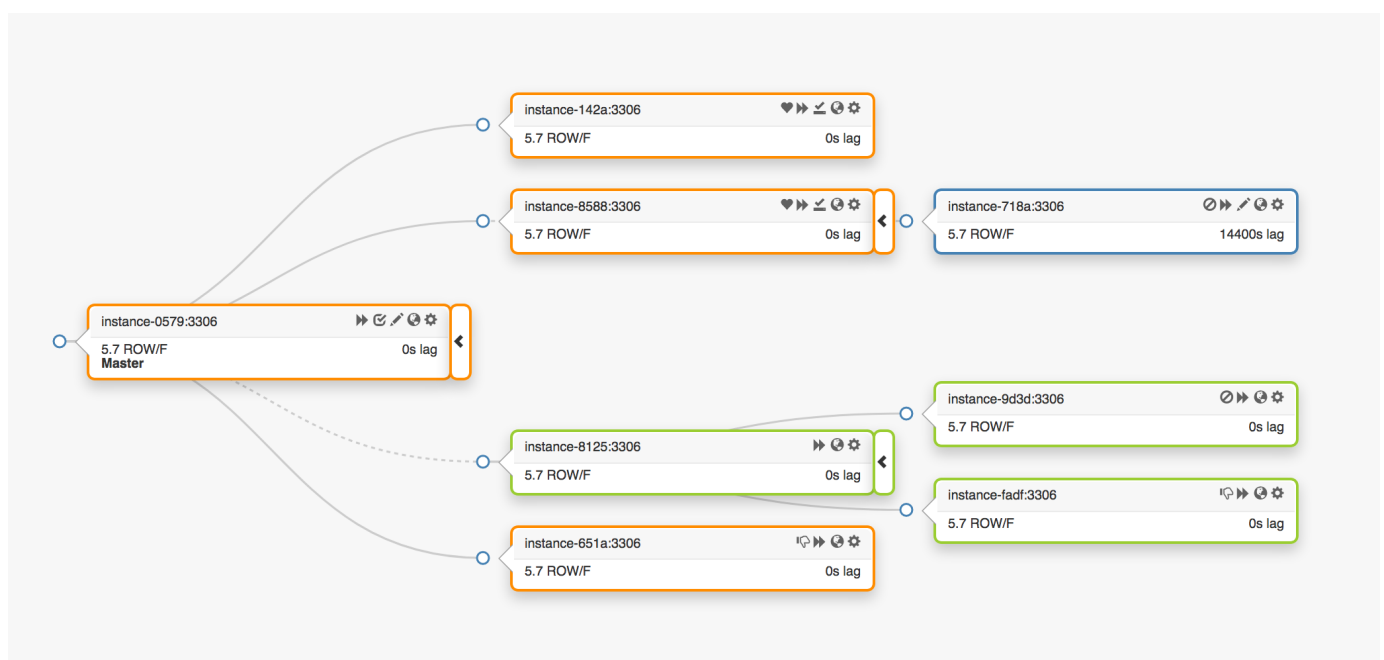 instance-142a:3306
5.7 ROW/F 0s lag
instance-8588:3306
5.7 ROW/F 0s lag
instance-718a:3306
5.7 ROW/F 14400s lag
instance-0579:3306
5.7 ROW/F 0s lag
Master
instance-9d3d:3306
5.7 ROW/F 0s lag
instance-8125:3306
5.7 ROW/F 0s lag
instance-fadf:3306
5.7 ROW/F 0s lag
instance-651a:3306
5.7 ROW/F 0s lag